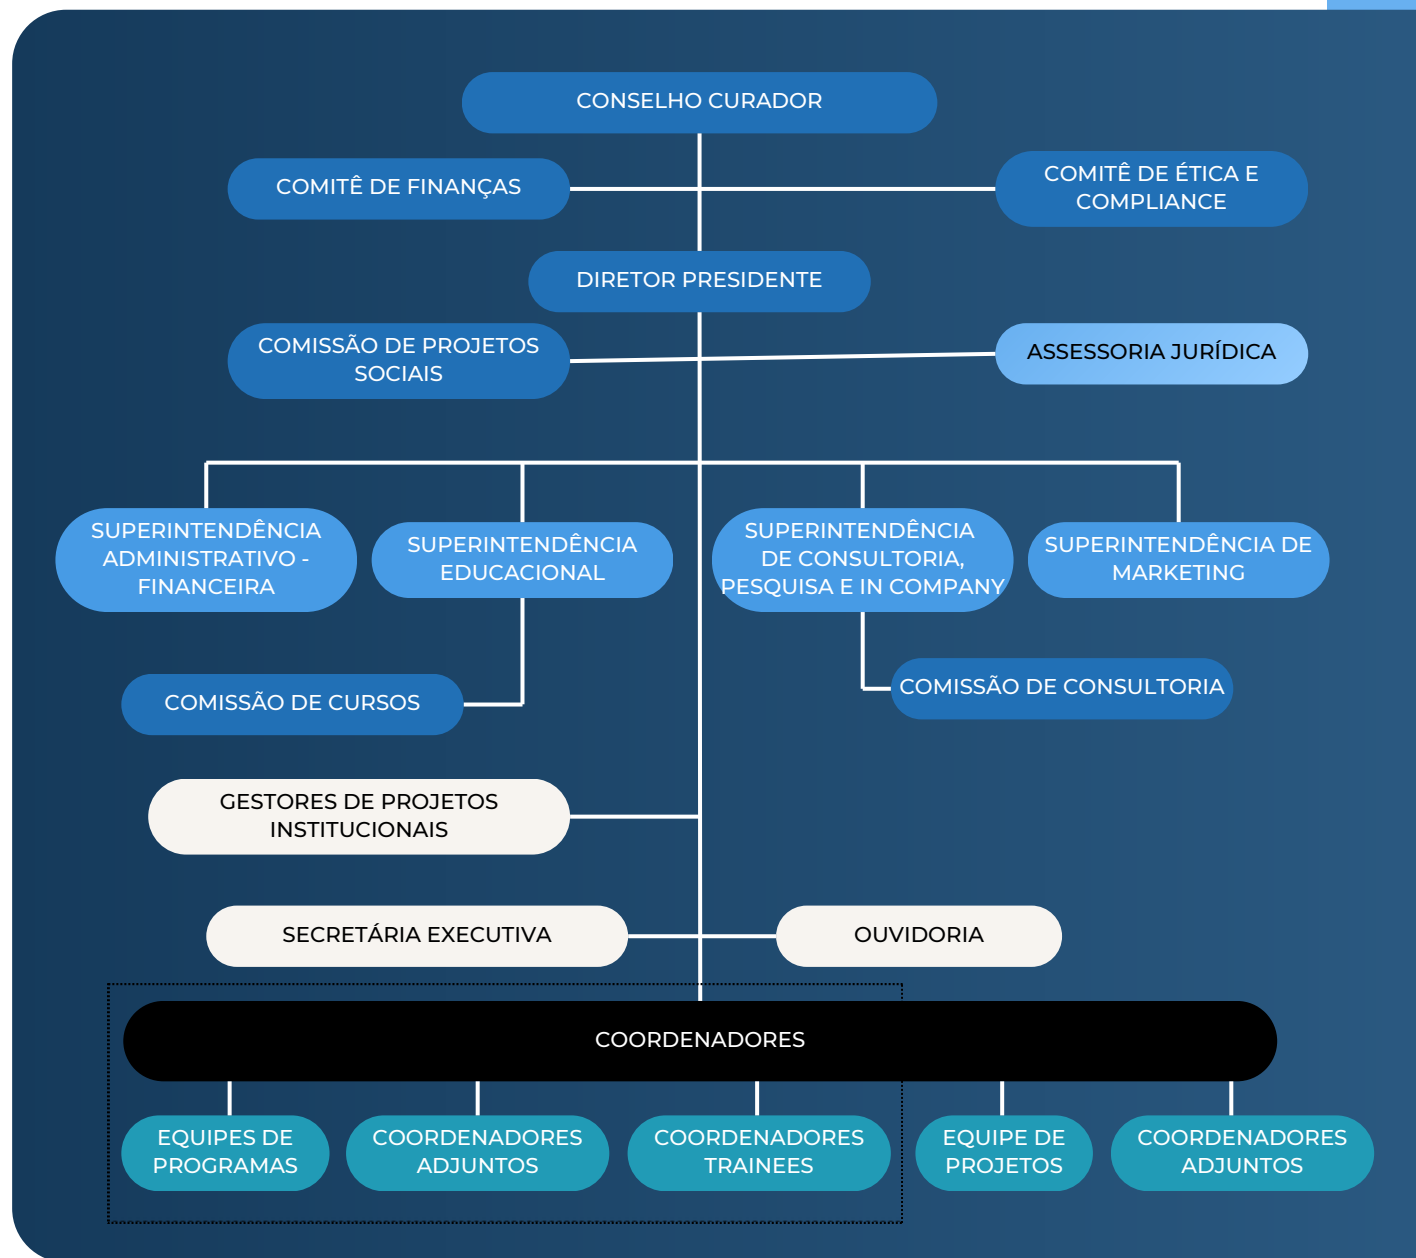 CONSELHO CURADOR
COMITÊ DE FINANÇAS
COMITÊ DE ÉTICA E
COMPLIANCE
DIRETOR PRESIDENTE
COMISSÃO DE PROJETOS
SOCIAIS
ASSESSORIA JURÍDICA
SUPERINTENDÊNCIA
ADMINISTRATIVO -
FINANCEIRA
SUPERINTENDÊNCIA
EDUCACIONAL
SUPERINTENDÊNCIA
DE CONSULTORIA,
PESQUISA E IN COMPANY
SUPERINTENDÊNCIA DE
MARKETING
COMISSÃO DE CURSOS
COMISSÃO DE CONSULTORIA
GESTORES DE PROJETOS
INSTITUCIONAIS
SECRETÁRIA EXECUTIVA
OUVIDORIA
COORDENADORES
EQUIPES DE
PROGRAMAS
COORDENADORES
ADJUNTOS
COORDENADORES
TRAINEES
EQUIPE DE
PROJETOS
COORDENADORES
ADJUNTOS